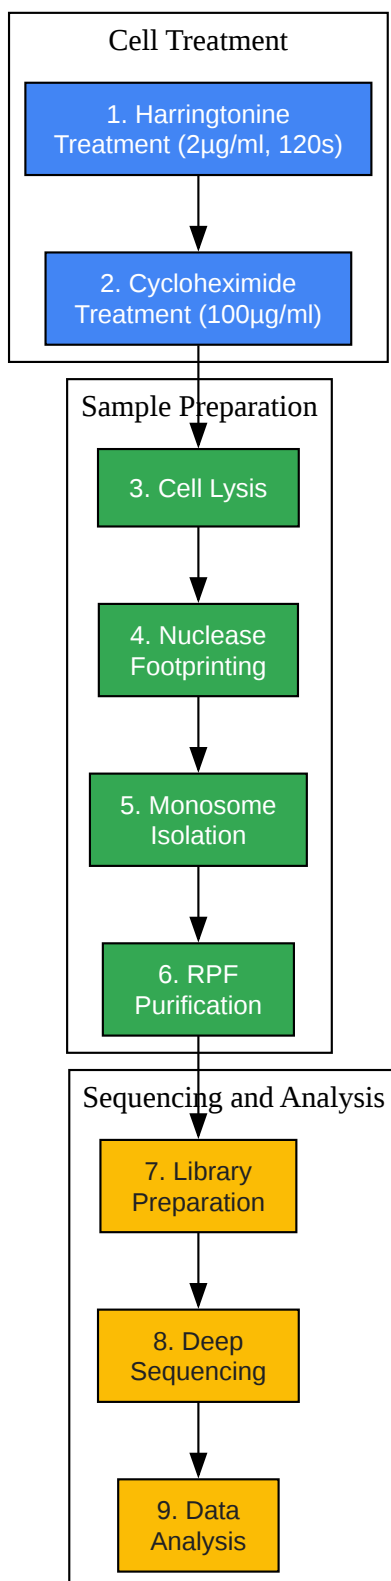 Cell Treatment
1. Harringtonine
Treatment (2µg/ml, 120s)
2. Cycloheximide
Treatment (100µg/ml)
Sample Preparation
3. Cell Lysis
4. Nuclease
Footprinting
5. Monosome
Isolation
6. RPF
Purification
Sequencing and Analysis
7. Library
Preparation
8. Deep
Sequencing
9. Data
Analysis